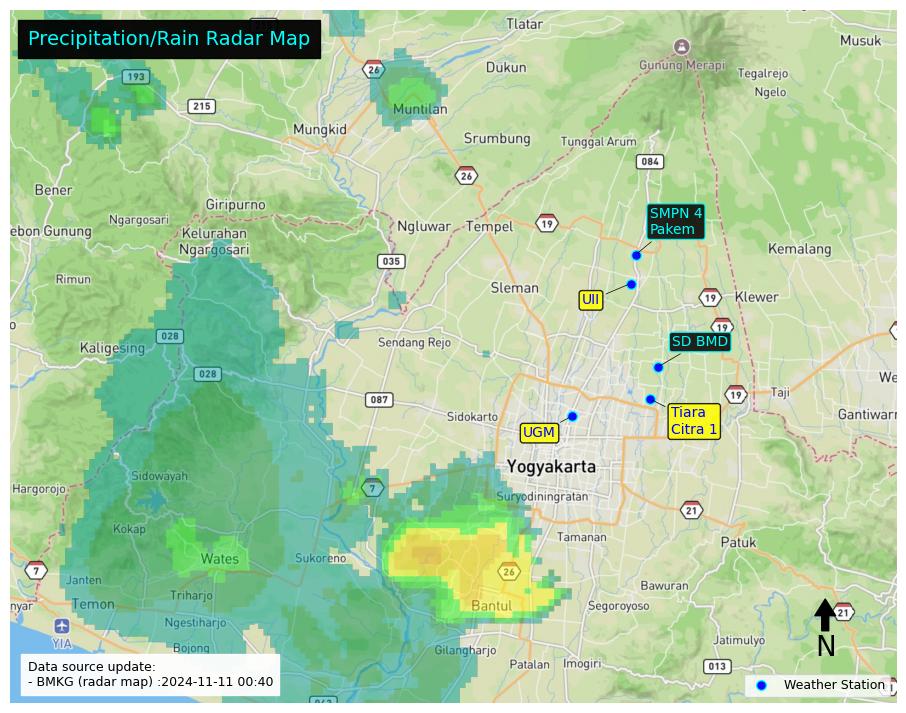 Precipitation/Rain Radar Map
Tlatar
Musuk
Gunung Merapi
Tegalrejo
Ngelo
193
26
Dukun
215
Muntilan
Mungkid
Srumbung
Tunggal Arum
084
26
Bener
Giripurno
Ngargosari
ebon Gunung
Kelurahan
Ngargosari
Ngluwar
Tempel
19
SMPN 4
Pakem
Kemalang
035
Rimun
Sleman
UII
19
Klewer
19
028
Kaligesing
Sendang Rejo
SD BMD
We
028
087
19
Taji
Sidokarto
Tiara
Citra 1
Gantiwarn
UGM
Yogyakarta
Sidowayah
Hargorojo
7
Suryodiningratan
21
Kokap
Tamanan
Patuk
Wates
Sukoreno
7
26
Janten
Bawuran
nyar
Temon
Triharjo
Bantul
Segoroyoso
21
Ngestiharjo
YIA
Jatimulyo
N
Bojong
Gilangharjo
Patalan
Imogiri
013
Data source update:
- BMKG (radar map) :2024-11-11 00:40
Weather Station